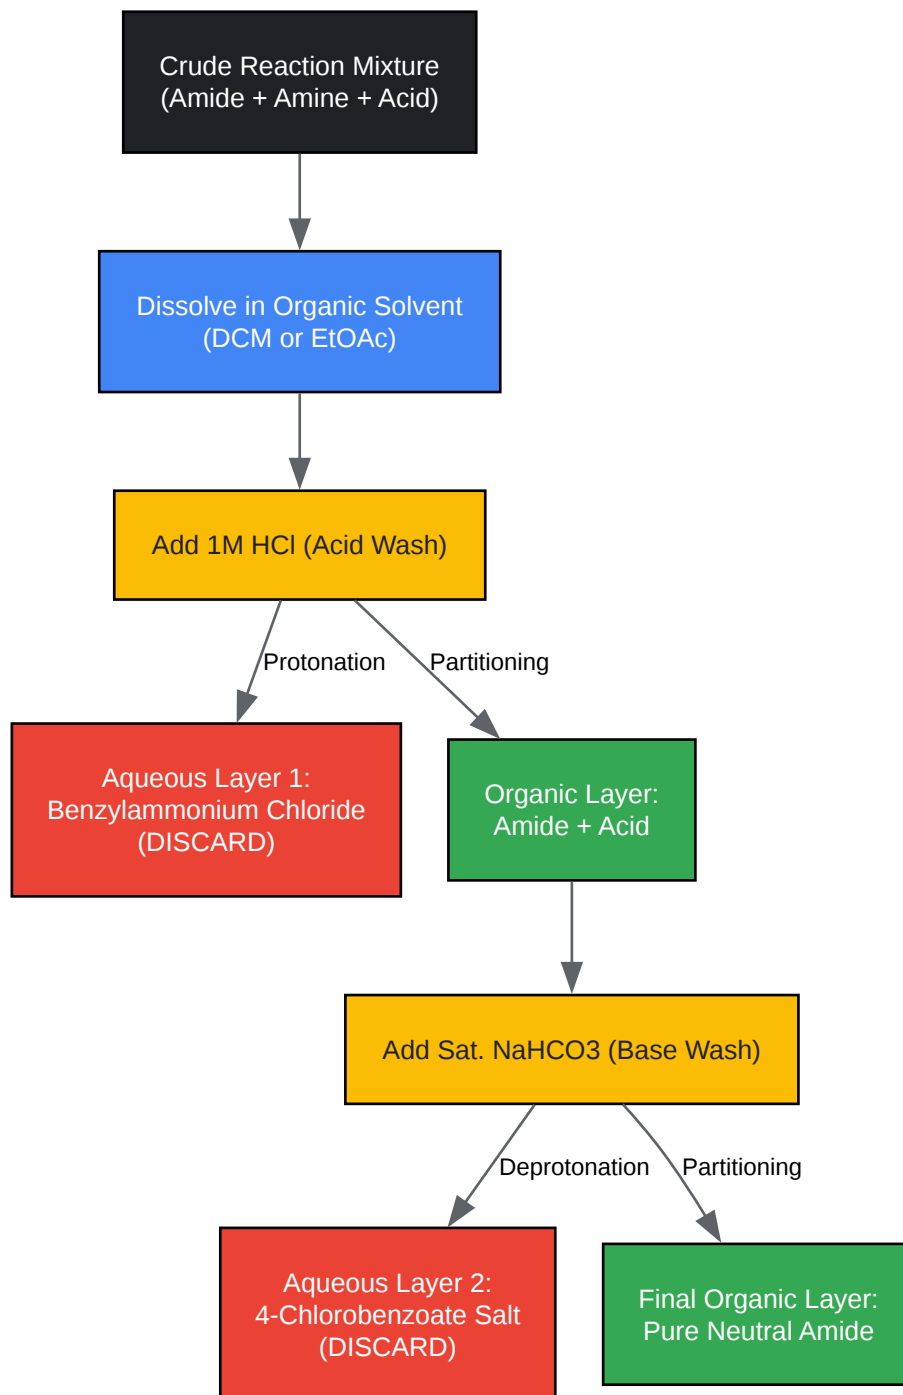 Crude Reaction Mixture
(Amide + Amine + Acid)
Dissolve in Organic Solvent
(DCM or EtOAc)
Add 1M HCl (Acid Wash)
Protonation
Partitioning
Aqueous Layer 1:
Benzylammonium Chloride
(DISCARD)
Organic Layer:
Amide + Acid
Add Sat. NaHCO3 (Base Wash)
Deprotonation
Partitioning
Aqueous Layer 2:
4-Chlorobenzoate Salt
(DISCARD)
Final Organic Layer:
Pure Neutral Amide